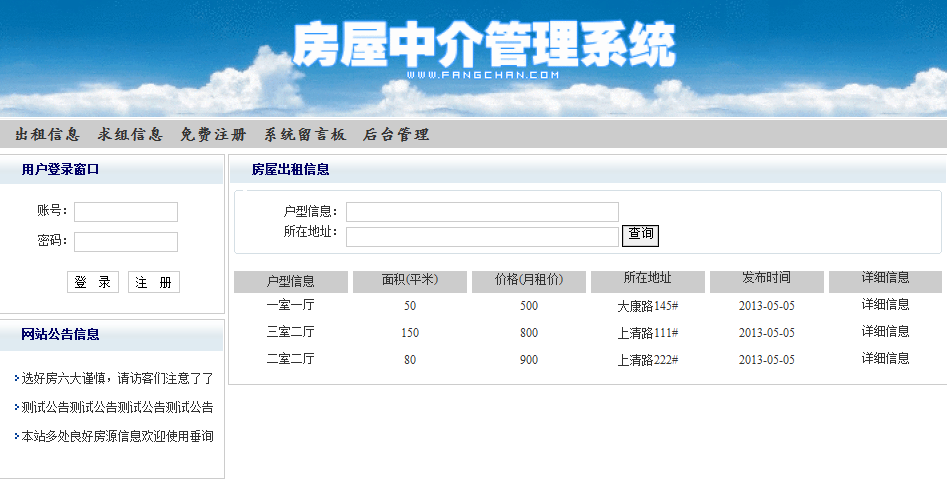 房屋中介管理系统
WWW.FANGCHAN.COM
出租信息 求组信息 免费注册 系统留言板 后台管理
用户登录窗口
账号：
密码：
登 录 注 册
网站公告信息
选好房六大谨慎，请访客们注意了了
测试公告测试公告测试公告测试公告
本站多处良好房源信息欢迎使用垂询
房屋出租信息
户型信息：
所在地址： 查询
户型信息 面积(平米) 价格(月租价) 所在地址 发布时间 详细信息
一室一厅 50 500 大康路145# 2013-05-05 详细信息
三室二厅 150 800 上清路111# 2013-05-05 详细信息
二室二厅 80 900 上清路222# 2013-05-05 详细信息